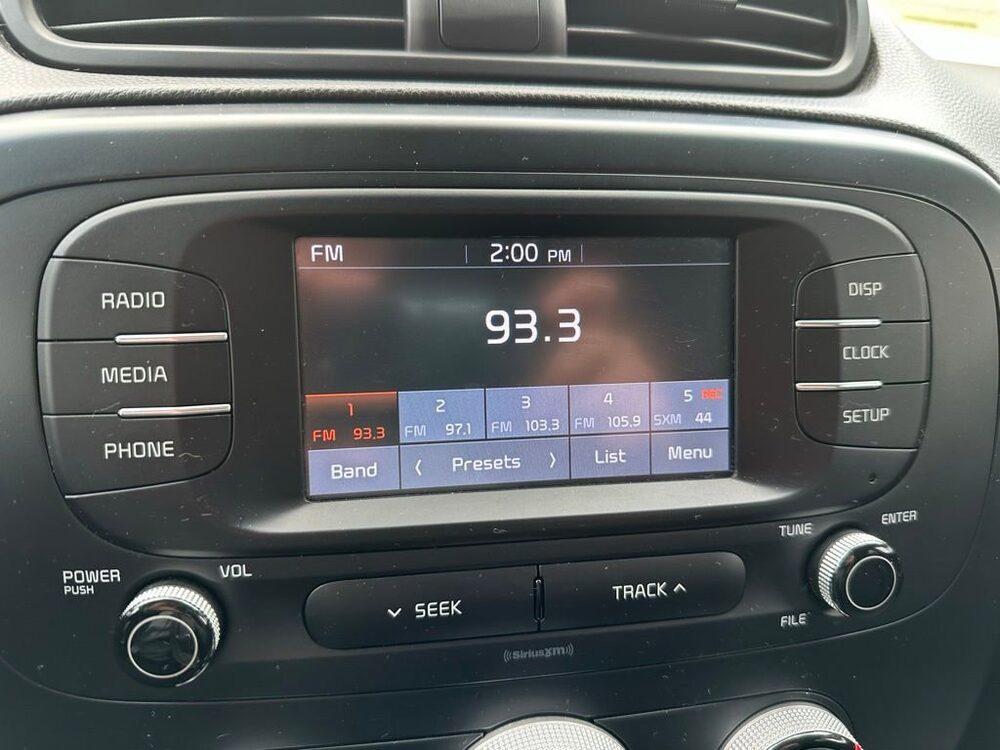 FM 2:00 PM
93.3
1 2 3 4 5 REC
FM 93.3 FM 97.1 FM 103.3 FM 105.9 SXM 44
Band < Presets > List Menu
RADIO
MEDIA
PHONE
DISP
CLOCK
SETUP
POWER
PUSH
VOL
SEEK
TRACK
TUNE
ENTER
FILE
SiriusXM